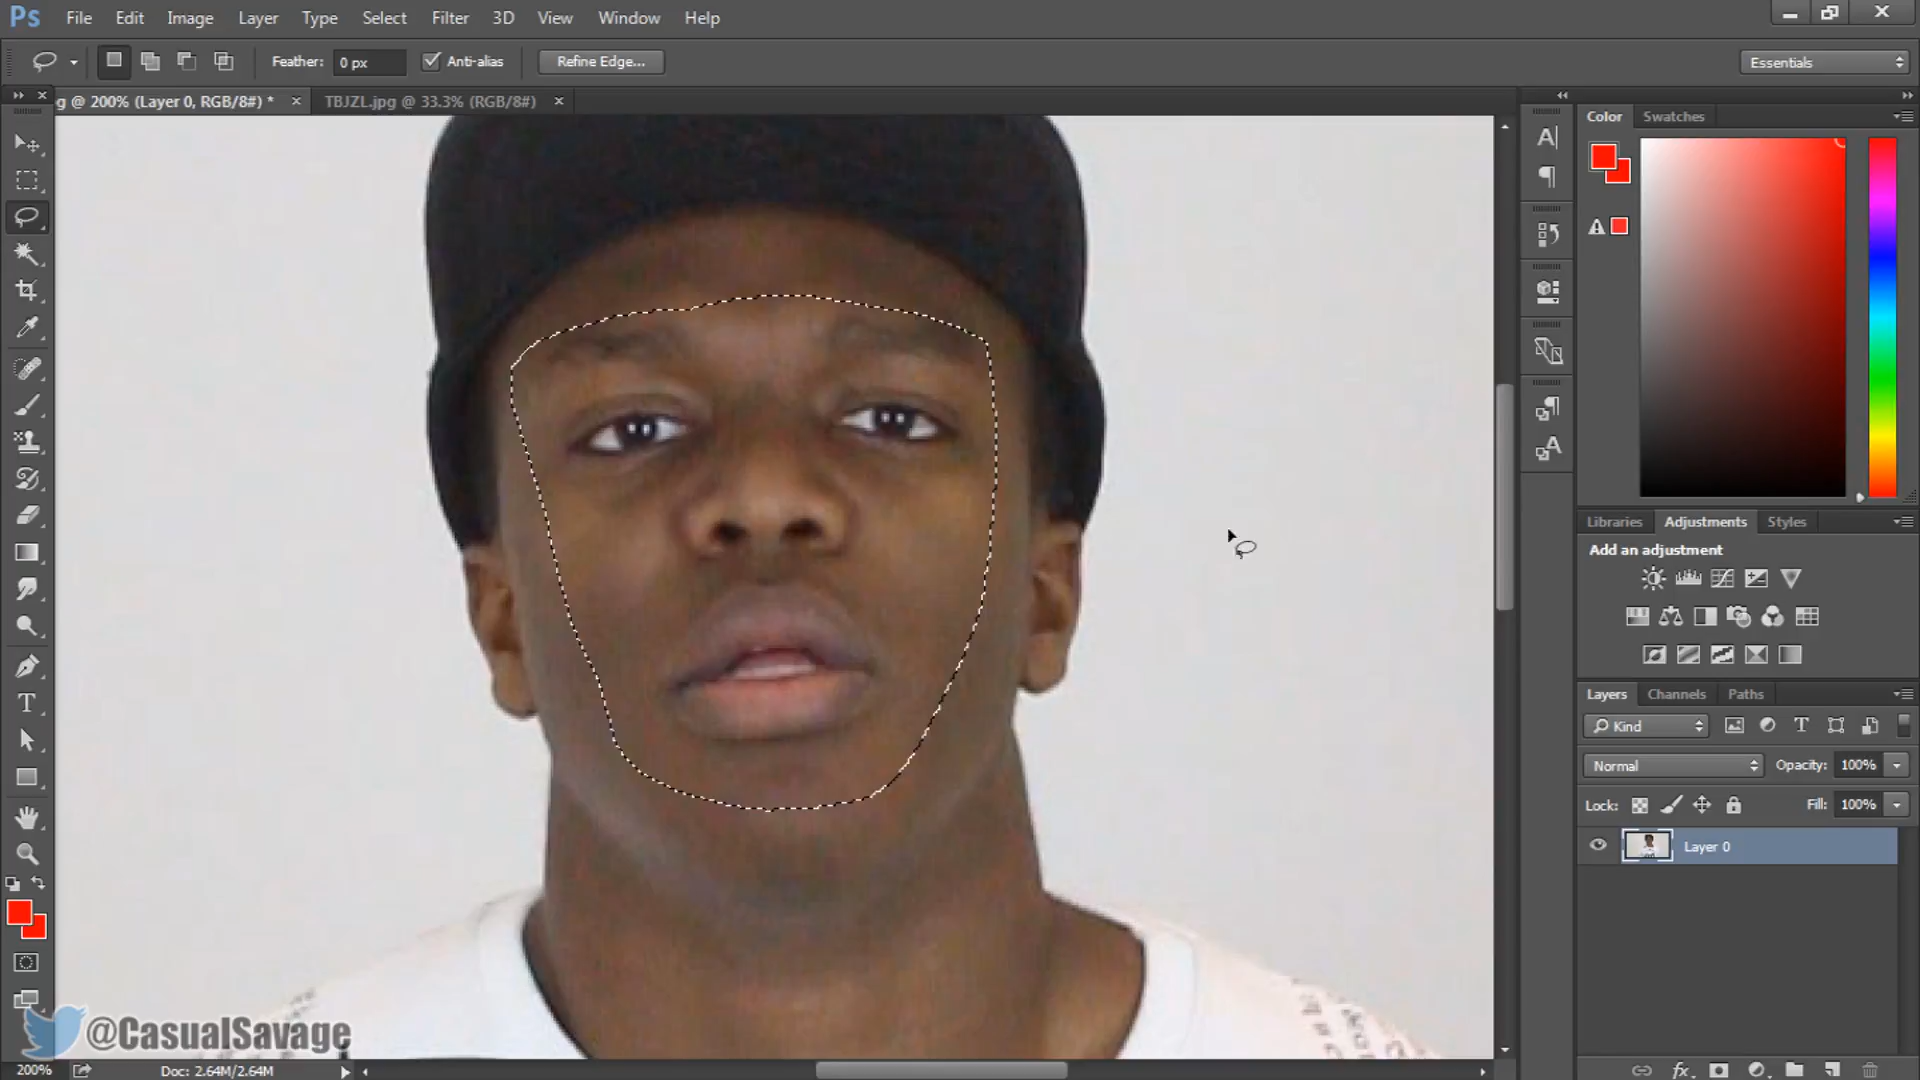 Ps File Edit Image Layer Type Select Filter 3D View Window Help
Feather: 0 px Anti-alias Refine Edge... Essentials
g @ 200% (Layer 0, RGB/8#) * × TBJZL.jpg @ 33.3% (RGB/8#) ×
Color Swatches
Libraries Adjustments Styles
Add an adjustment
Layers Channels Paths
Kind
Normal Opacity: 100%
Lock: Fill: 100%
Layer 0
@CasualSavage
200% Doc: 2.64M/2.64M